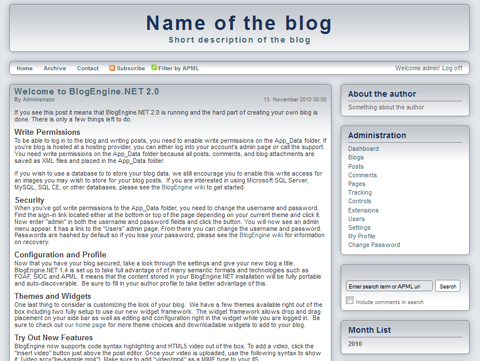 Name of the blog
Short description of the blog
Home Archive Contact Subscribe Filter by APML Welcome admin! Log off
Welcome to BlogEngine.NET 2.0
By Administrator 13. November 2010 00:00
If you see this post it means that BlogEngine.NET 2.0 is running and the hard part of creating your own blog is
done. There is only a few things left to do.
Write Permissions
To be able to log in to the blog and writing posts, you need to enable write permissions on the App_Data folder. If
you're blog is hosted at a hosting provider, you can either log into your account's admin page or call the support.
You need write permissions on the App_Data folder because all posts, comments, and blog attachments are
saved as XML files and placed in the App_Data folder.
If you wish to use a database to to store your blog data, we still encourage you to enable this write access for
an images you may wish to store for your blog posts. If you are interested in using Microsoft SQL Server,
MySQL, SQL CE, or other databases, please see the BlogEngine wiki to get started.
Security
When you've got write permissions to the App_Data folder, you need to change the username and password.
Find the sign-in link located either at the bottom or top of the page depending on your current theme and click it.
Now enter "admin" in both the username and password fields and click the button. You will now see an admin
menu appear. It has a link to the "Users" admin page. From there you can change the username and password.
Passwords are hashed by default so if you lose your password, please see the BlogEngine wiki for information
on recovery.
Configuration and Profile
Now that you have your blog secured, take a look through the settings and give your new blog a title.
BlogEngine.NET 1.4 is set up to take full advantage of of many semantic formats and technologies such as
FOAF, SIOC and APML. It means that the content stored in your BlogEngine.NET installation will be fully portable
and auto-discoverable. Be sure to fill in your author profile to take better advantage of this.
Themes and Widgets
One last thing to consider is customizing the look of your blog. We have a few themes available right out of the
box including two fully setup to use our new widget framework. The widget framework allows drop and drag
placement on your side bar as well as editing and configuration right in the widget while you are logged in. Be
sure to check out our home page for more theme choices and downloadable widgets to add to your blog.
Try Out New Features
BlogEngine now supports code syntax highlighting and HTML5 video out of the box. To add a video, click the
"Insert video" button just above the post editor. Once your video is uploaded, use the following syntax to show
About the author
Something about the author
Administration
Dashboard
Blogs
Posts
Comments
Pages
Tracking
Controls
Extensions
Users
Settings
My Profile
Change Password
Enter search term or APML url Search
Include comments in search
Month List
2010